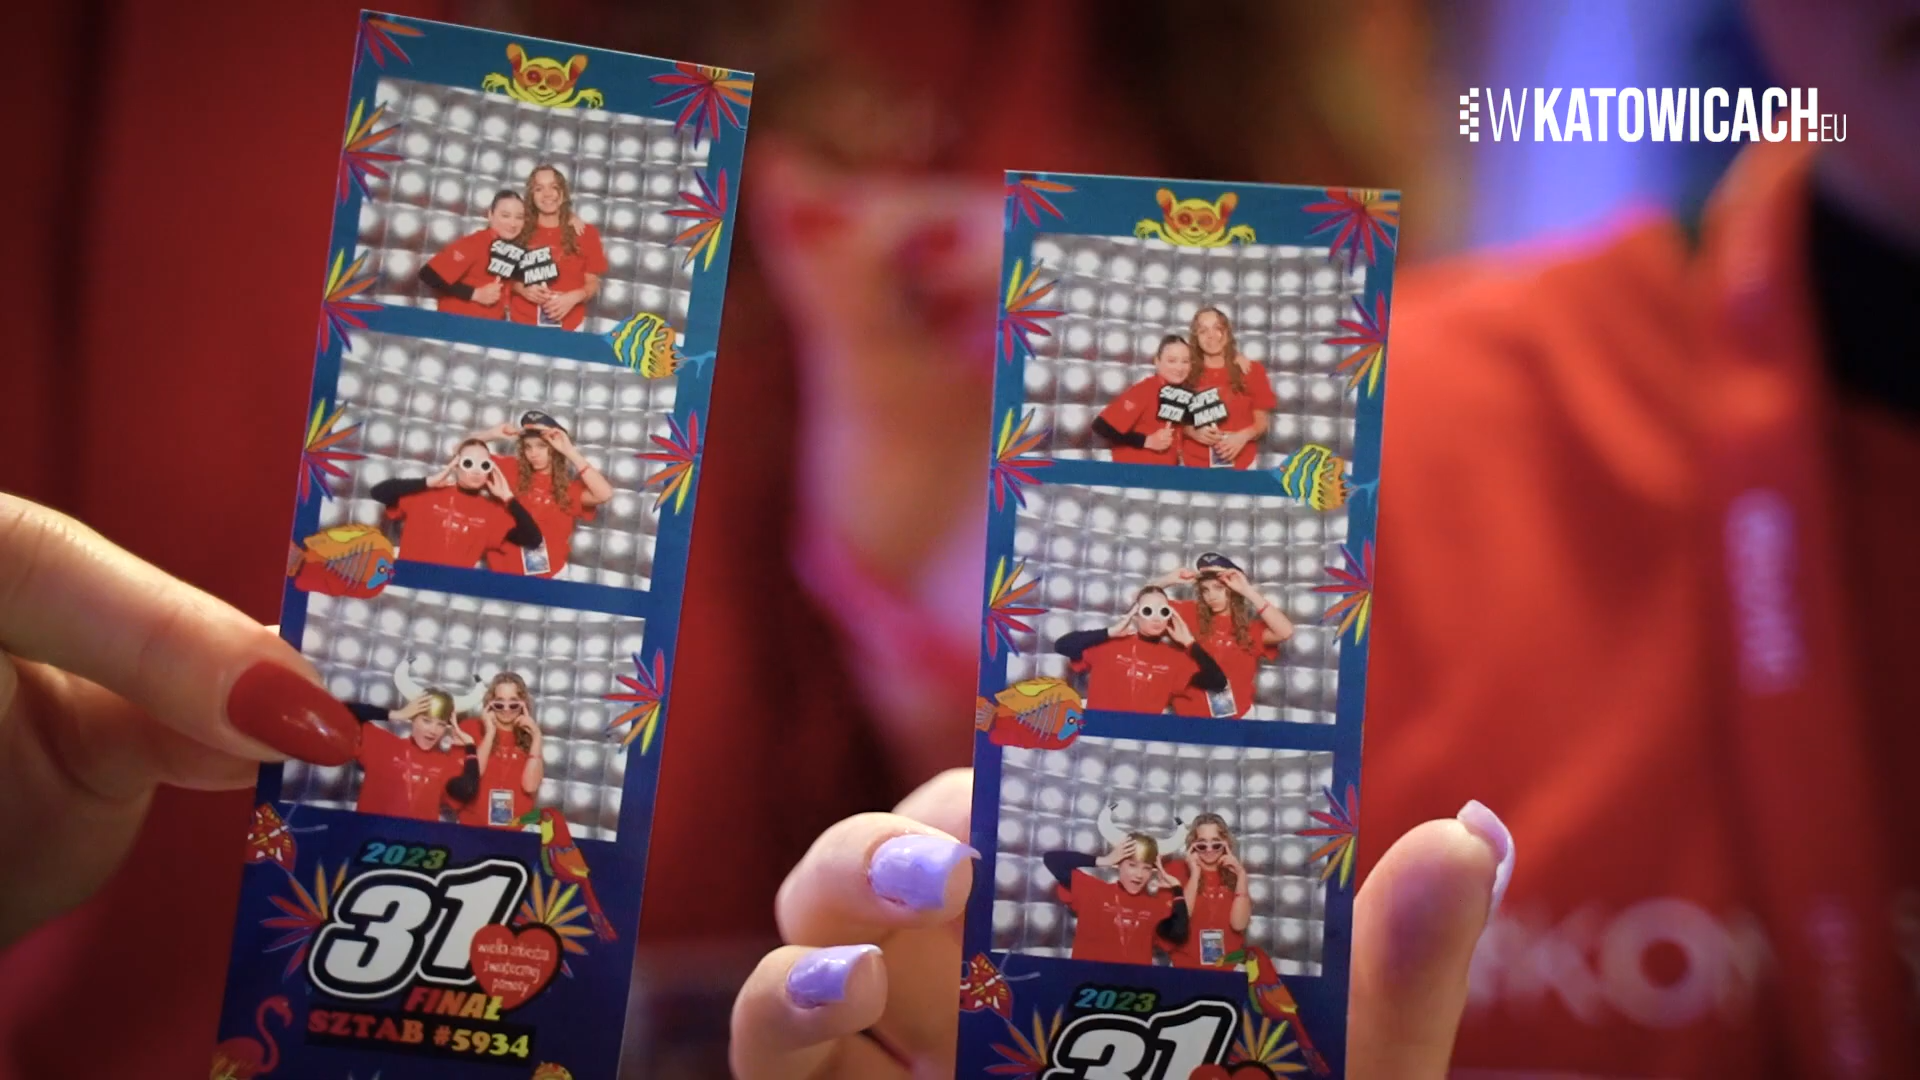 WKATOWICACH.EU
SUPER TATA
SUPER MAMA
2023
31
wielka orkiestra
świątecznej
pomocy
FINAŁ
SZTAB #5934
SUPER TATA
SUPER MAMA
2023
31